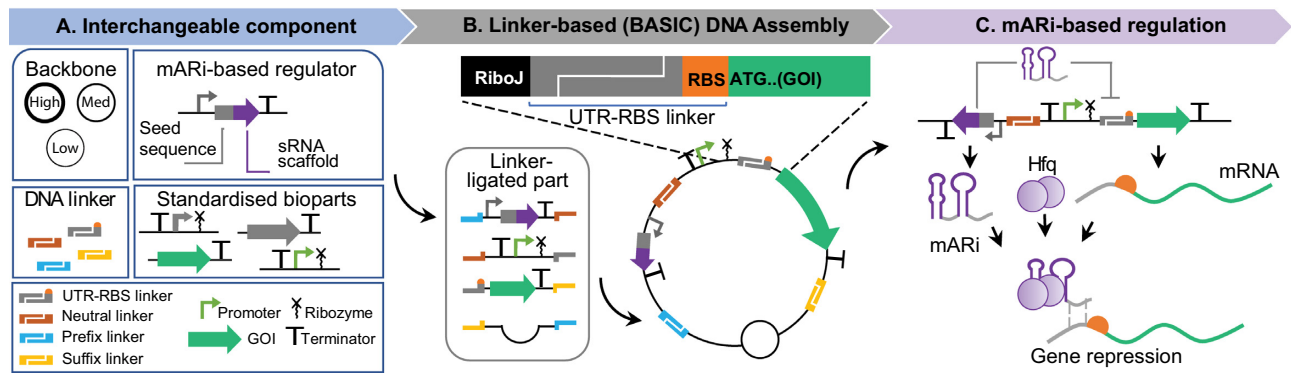 A. Interchangeable component
B. Linker-based (BASIC) DNA Assembly
C. mARi-based regulation
Backbone
High
Med
Low
mARi-based regulator
Seed
sequence
sRNA
scaffold
DNA linker
Standardised bioparts
UTR-RBS linker
Neutral linker
Prefix linker
Suffix linker
Promoter
Ribozyme
GOI
Terminator
RiboJ
RBS
ATG..(GOI)
UTR-RBS linker
Linker-
ligated part
Hfq
mRNA
mARi
Gene repression